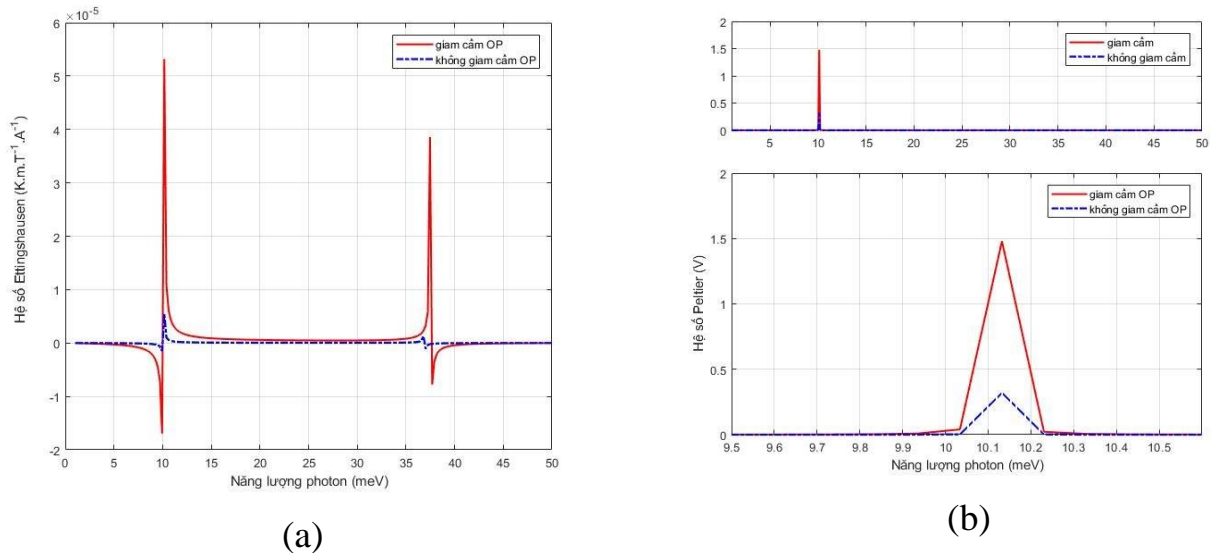 ×10⁻⁵
6
5
4
3
2
1
0
-1
-2
Hệ số Ettingshausen (K.m.T⁻¹.A⁻¹)
giam cầm OP
không giam cầm OP
0 5 10 15 20 25 30 35 40 45 50
Năng lượng photon (meV)
(a)
2
1.5
1
0.5
0
giam cầm
không giam cầm
5 10 15 20 25 30 35 40 45 50
2
1.5
1
0.5
0
Hệ số Peltier (V)
giam cầm OP
không giam cầm OP
9.5 9.6 9.7 9.8 9.9 10 10.1 10.2 10.3 10.4 10.5
Năng lượng photon (meV)
(b)